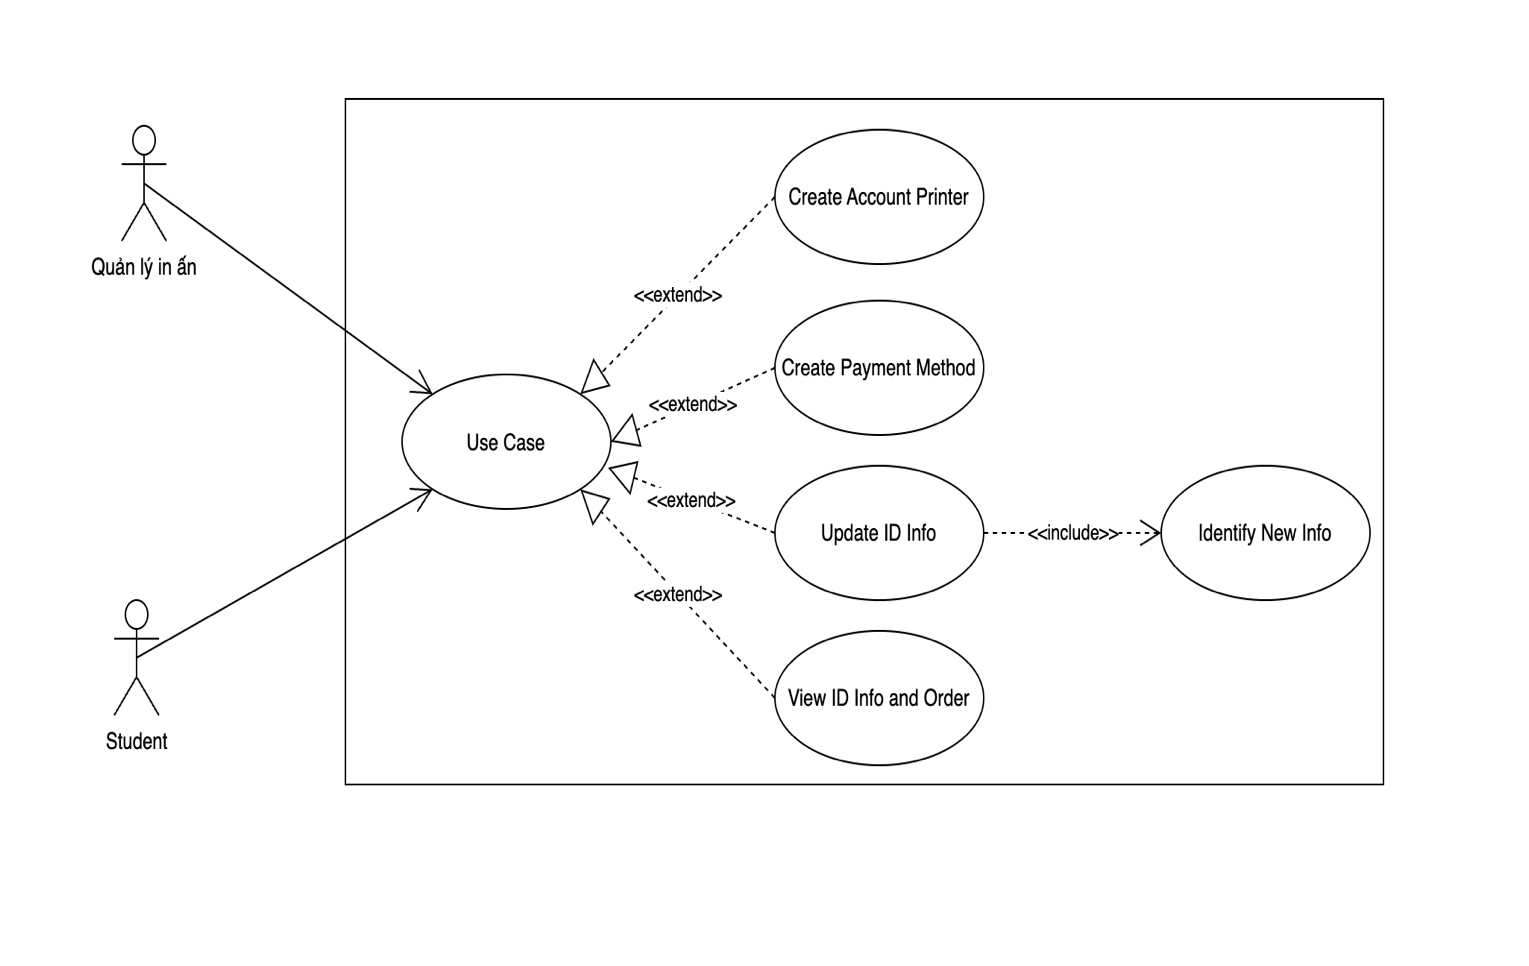 Create Account Printer
Quản lý in ấn
<<extend>>
Create Payment Method
<<extend>>
Use Case
<<extend>>
Update ID Info
<<include>>
Identify New Info
<<extend>>
View ID Info and Order
Student